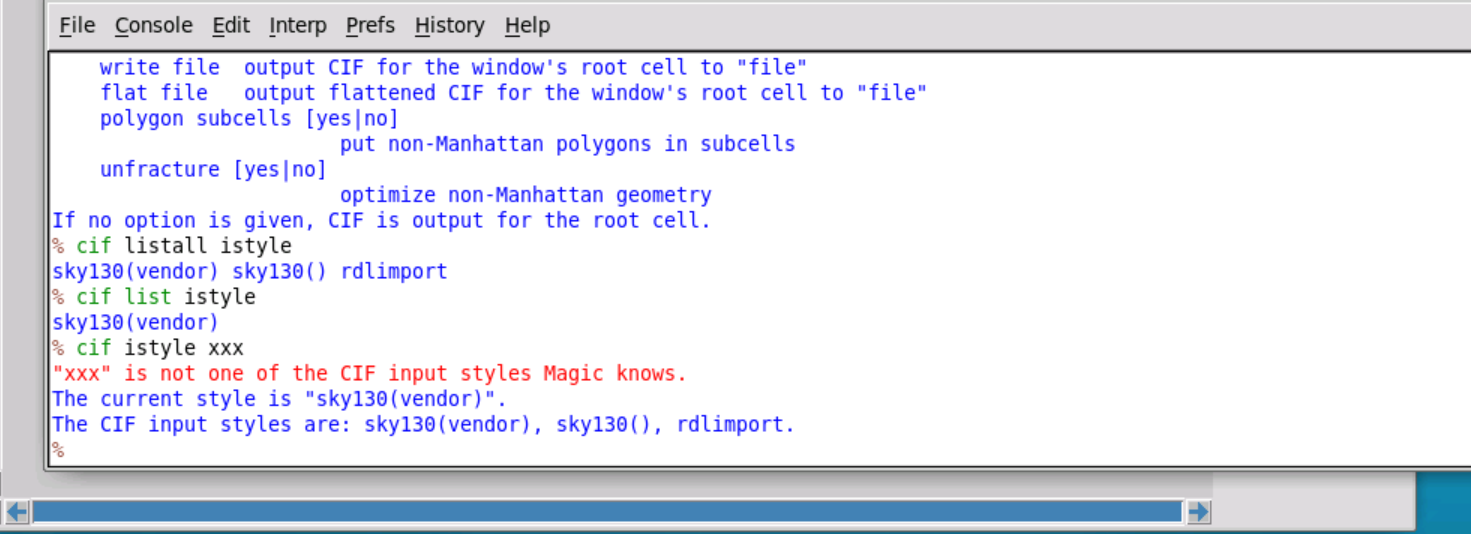 File Console Edit Interp Prefs History Help
write file output CIF for the window's root cell to "file"
flat file output flattened CIF for the window's root cell to "file"
polygon subcells [yes|no]
put non-Manhattan polygons in subcells
unfracture [yes|no]
optimize non-Manhattan geometry
If no option is given, CIF is output for the root cell.
% cif listall istyle
sky130(vendor) sky130() rdlimport
% cif list istyle
sky130(vendor)
% cif istyle xxx
"xxx" is not one of the CIF input styles Magic knows.
The current style is "sky130(vendor)".
The CIF input styles are: sky130(vendor), sky130(), rdlimport.
%